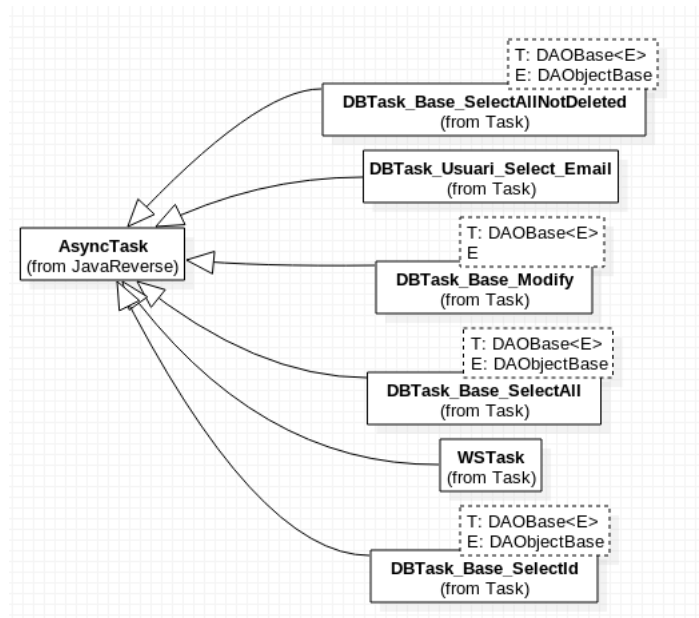 T: DAOBase<E>
E: DAObjectBase
DBTask_Base_SelectAllNotDeleted
(from Task)
DBTask_Usuari_Select_Email
(from Task)
AsyncTask
(from JavaReverse)
T: DAOBase<E>
E
DBTask_Base_Modify
(from Task)
T: DAOBase<E>
E: DAObjectBase
DBTask_Base_SelectAll
(from Task)
WSTask
(from Task)
T: DAOBase<E>
E: DAObjectBase
DBTask_Base_SelectId
(from Task)